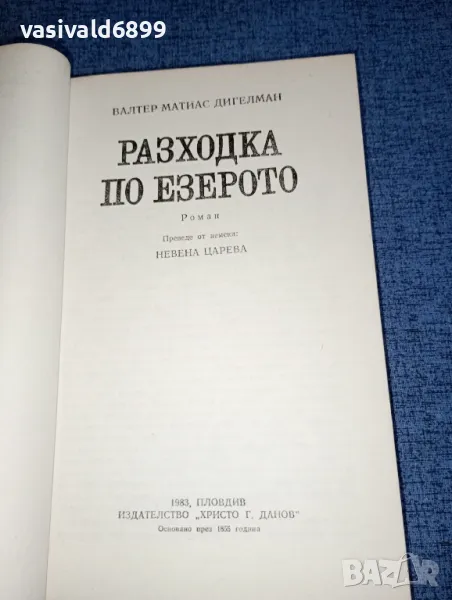 vasivald6899
ВАЛТЕР МАТИАС ДИГЕЛМАН
РАЗХОДКА
ПО ЕЗЕРОТО
Роман
Преведе от немски:
НЕВЕНА ЦАРЕВА
1983, ПЛОВДИВ
ИЗДАТЕЛСТВО „ХРИСТО Г. ДАНОВ"
Основано през 1855 година
BAZAR